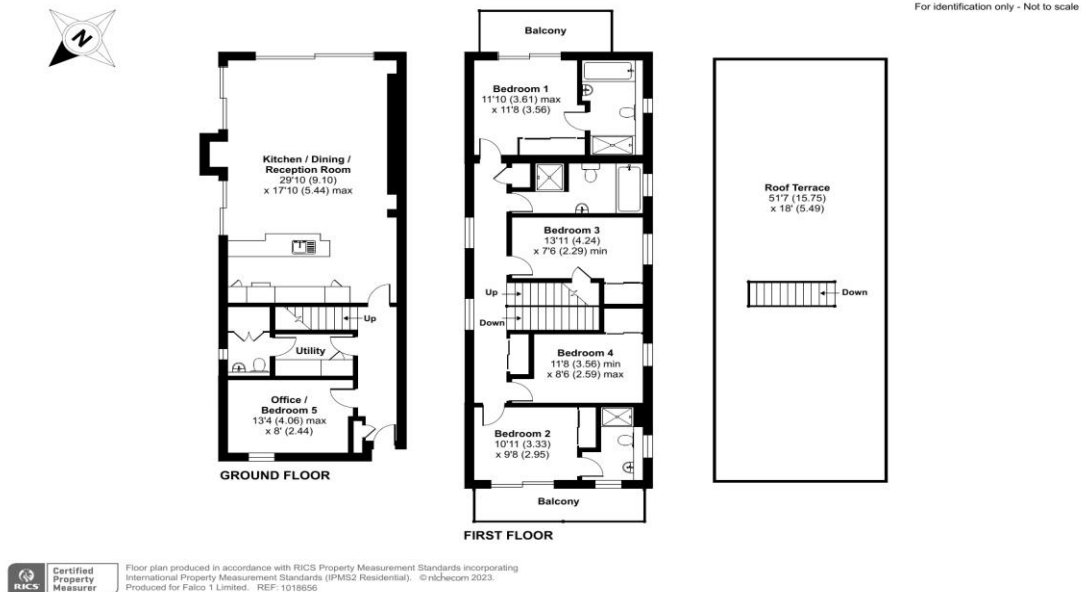 For identification only - Not to scale
N
Kitchen / Dining /
Reception Room
29'10 (9.10)
x 17'10 (5.44) max
Up
Utility
Office /
Bedroom 5
13'4 (4.06) max
x 8' (2.44)
GROUND FLOOR
Balcony
Bedroom 1
11'10 (3.61) max
x 11'8 (3.56)
Bedroom 3
13'11 (4.24)
x 7'6 (2.29) min
Up
Down
Bedroom 4
11'8 (3.56) min
x 8'6 (2.59) max
Bedroom 2
10'11 (3.33)
x 9'8 (2.95)
Balcony
FIRST FLOOR
Roof Terrace
51'7 (15.75)
x 18' (5.49)
Down
RICS
Certified
Property
Measurer
Floor plan produced in accordance with RICS Property Measurement Standards incorporating
International Property Measurement Standards (IPMS2 Residential). ©nichecom 2023.
Produced for Falco 1 Limited. REF: 1018656